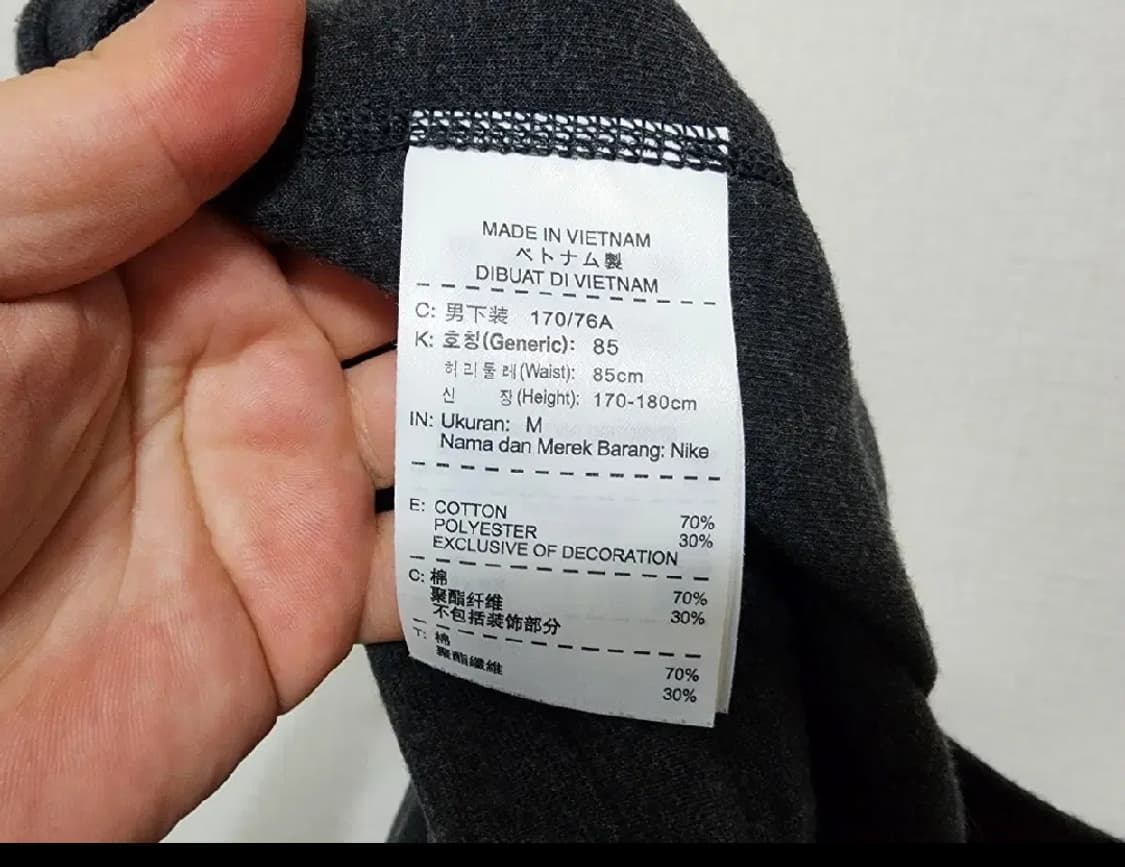 MADE IN VIETNAM
ベトナム製
DIBUAT DI VIETNAM
C: 男下装 170/76A
K: 호칭(Generic): 85
허리둘레(Waist): 85cm
신 장(Height): 170-180cm
IN: Ukuran: M
Nama dan Merek Barang: Nike
E: COTTON 70%
POLYESTER 30%
EXCLUSIVE OF DECORATION
C: 棉 70%
聚酯纤维 30%
不包括装饰部分
T: 棉 70%
聚酯纖維 30%